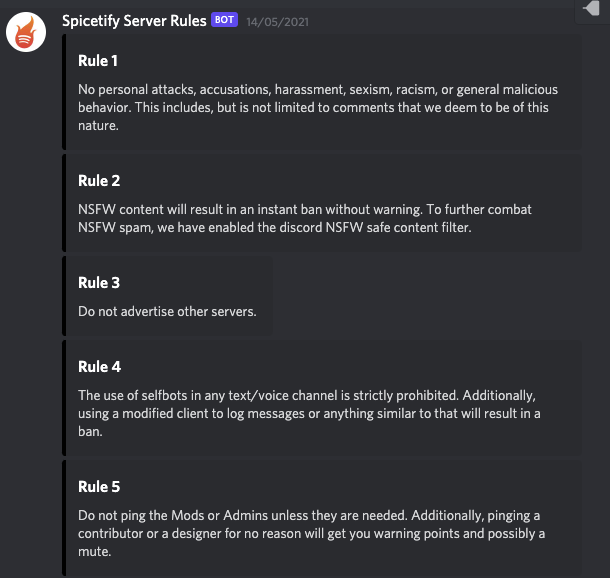 Spicetify Server Rules BOT 14/05/2021
Rule 1
No personal attacks, accusations, harassment, sexism, racism, or general malicious
behavior. This includes, but is not limited to comments that we deem to be of this
nature.
Rule 2
NSFW content will result in an instant ban without warning. To further combat
NSFW spam, we have enabled the discord NSFW safe content filter.
Rule 3
Do not advertise other servers.
Rule 4
The use of selfbots in any text/voice channel is strictly prohibited. Additionally,
using a modified client to log messages or anything similar to that will result in a
ban.
Rule 5
Do not ping the Mods or Admins unless they are needed. Additionally, pinging a
contributor or a designer for no reason will get you warning points and possibly a
mute.